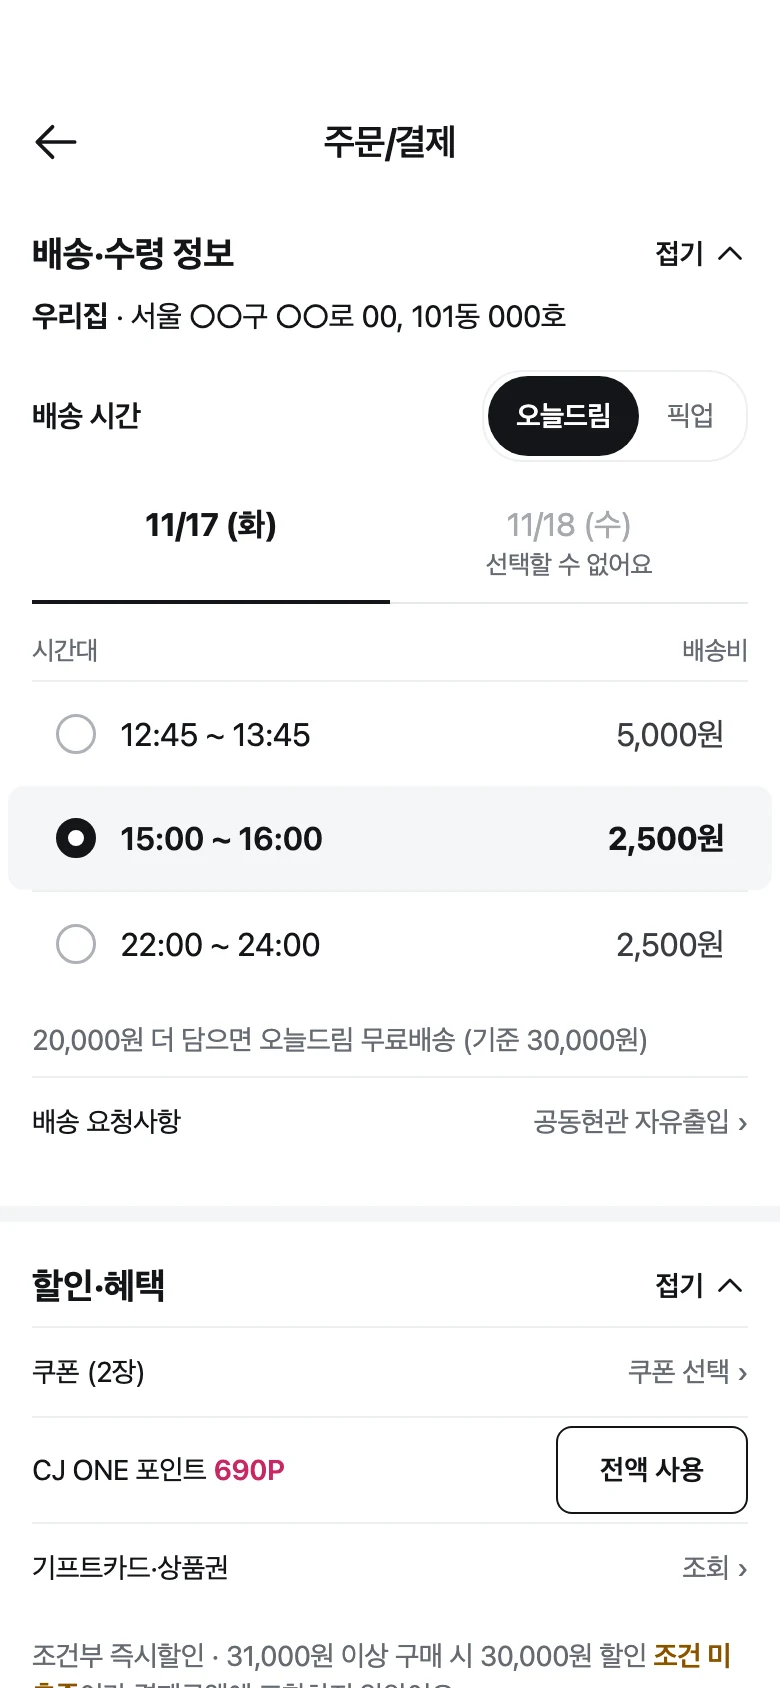 주문/결제
배송·수령 정보 접기
우리집 · 서울 〇〇구 〇〇로 00, 101동 000호
배송 시간 오늘드림 픽업
11/17 (화) 11/18 (수)
선택할 수 없어요
시간대 배송비
12:45 ~ 13:45 5,000원
15:00 ~ 16:00 2,500원
22:00 ~ 24:00 2,500원
20,000원 더 담으면 오늘드림 무료배송 (기준 30,000원)
배송 요청사항 공동현관 자유출입 ›
할인·혜택 접기
쿠폰 (2장) 쿠폰 선택 ›
CJ ONE 포인트 690P 전액 사용
기프트카드·상품권 조회 ›
조건부 즉시할인 · 31,000원 이상 구매 시 30,000원 할인 조건 미